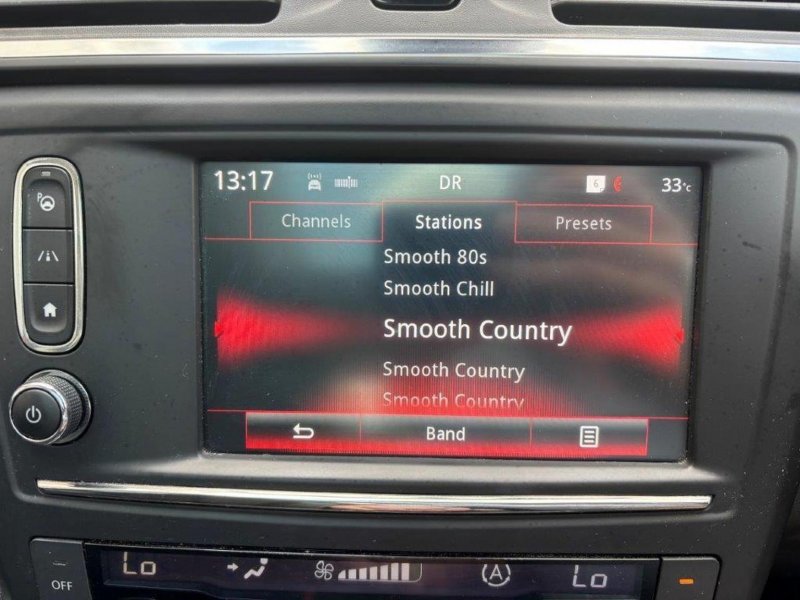 13:17 DR 6 33°c
Channels Stations Presets
Smooth 80s
Smooth Chill
Smooth Country
Smooth Country
Smooth Country
Band
P
OFF Lo A Lo